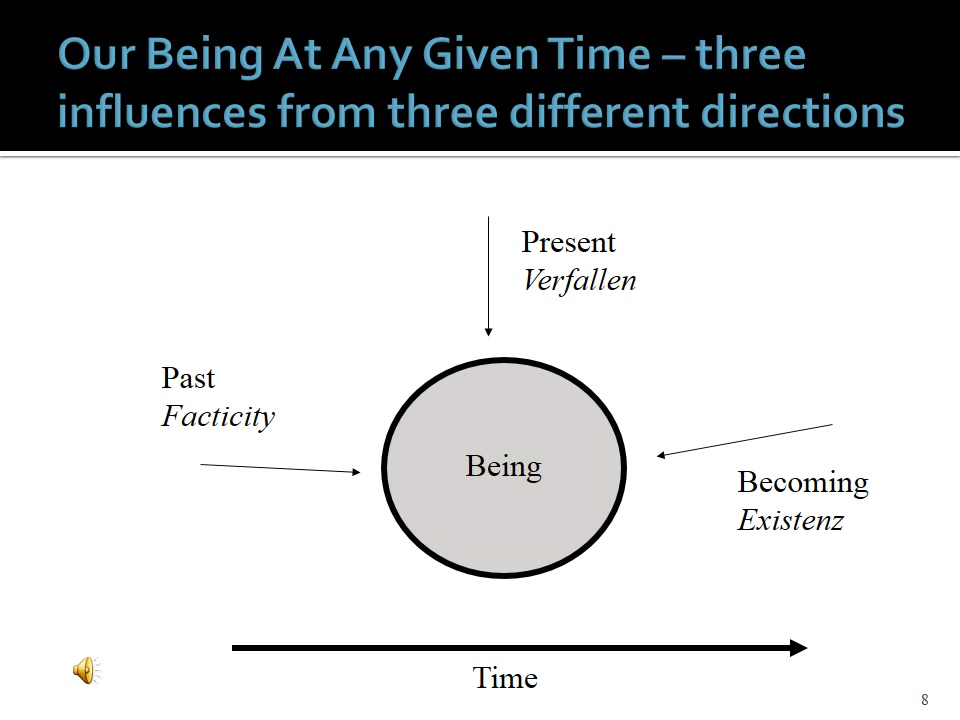 Our Being At Any Given Time – three
influences from three different directions
Present
Verfallen
Past
Facticity
Being
Becoming
Existenz
Time
8